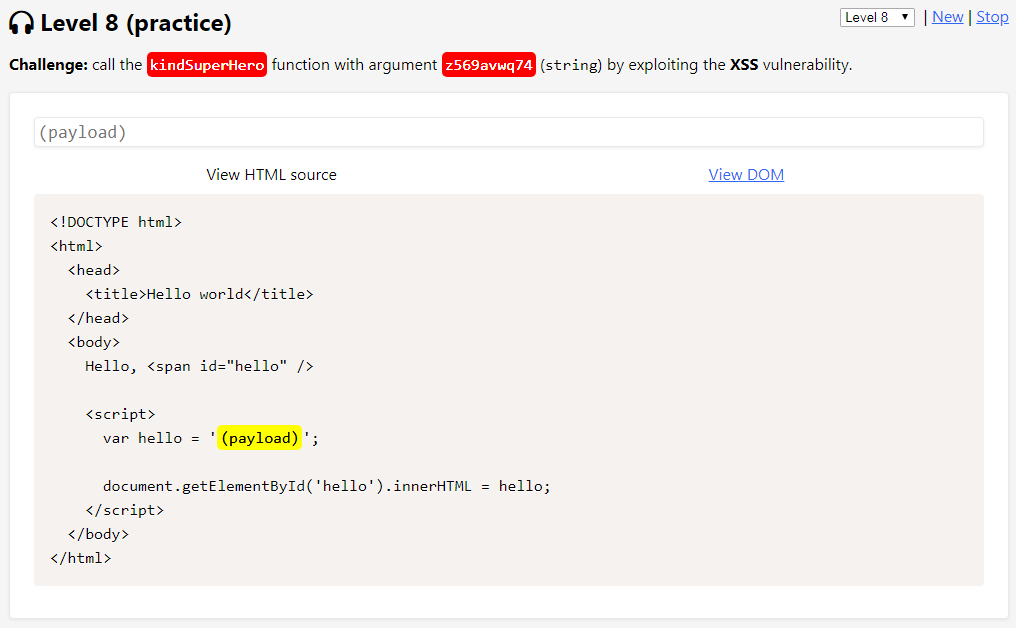 Level 8 (practice)
Level 8 | New | Stop
Challenge: call the kindSuperHero function with argument z569avwq74 (string) by exploiting the XSS vulnerability.
(payload)
View HTML source View DOM
<!DOCTYPE html>
<html>
  <head>
    <title>Hello world</title>
  </head>
  <body>
    Hello, <span id="hello" />
    <script>
      var hello = '(payload)';
      document.getElementById('hello').innerHTML = hello;
    </script>
  </body>
</html>